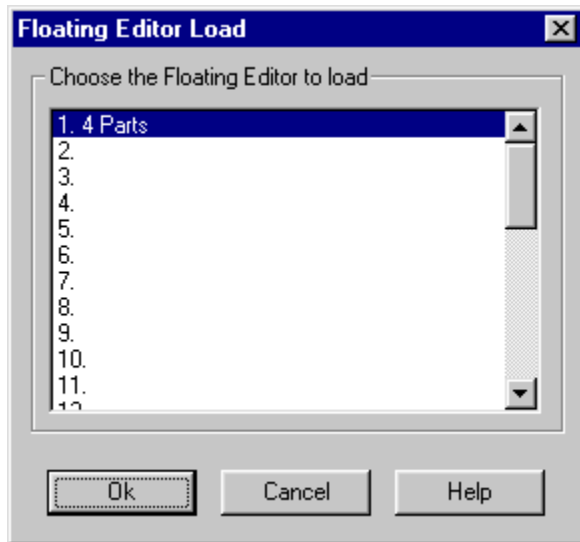 Floating Editor Load
Choose the Floating Editor to load
1. 4 Parts
2.
3.
4.
5.
6.
7.
8.
9.
10.
11.
12.
Ok
Cancel
Help